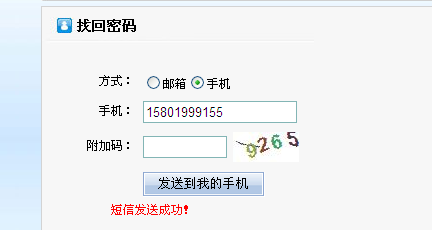 找回密码
方式： 邮箱 手机
手机： 15801999155
附加码： 9265
发送到我的手机
短信发送成功！